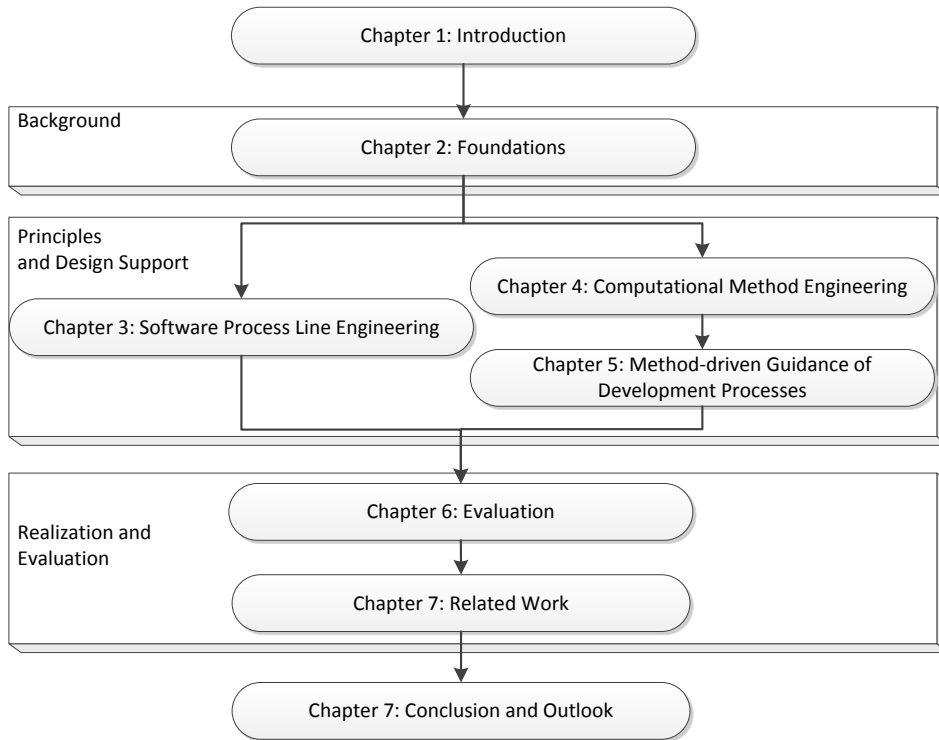 Chapter 1: Introduction
Background
Chapter 2: Foundations
Principles
and Design Support
Chapter 3: Software Process Line Engineering
Chapter 4: Computational Method Engineering
Chapter 5: Method-driven Guidance of
Development Processes
Realization and
Evaluation
Chapter 6: Evaluation
Chapter 7: Related Work
Chapter 7: Conclusion and Outlook